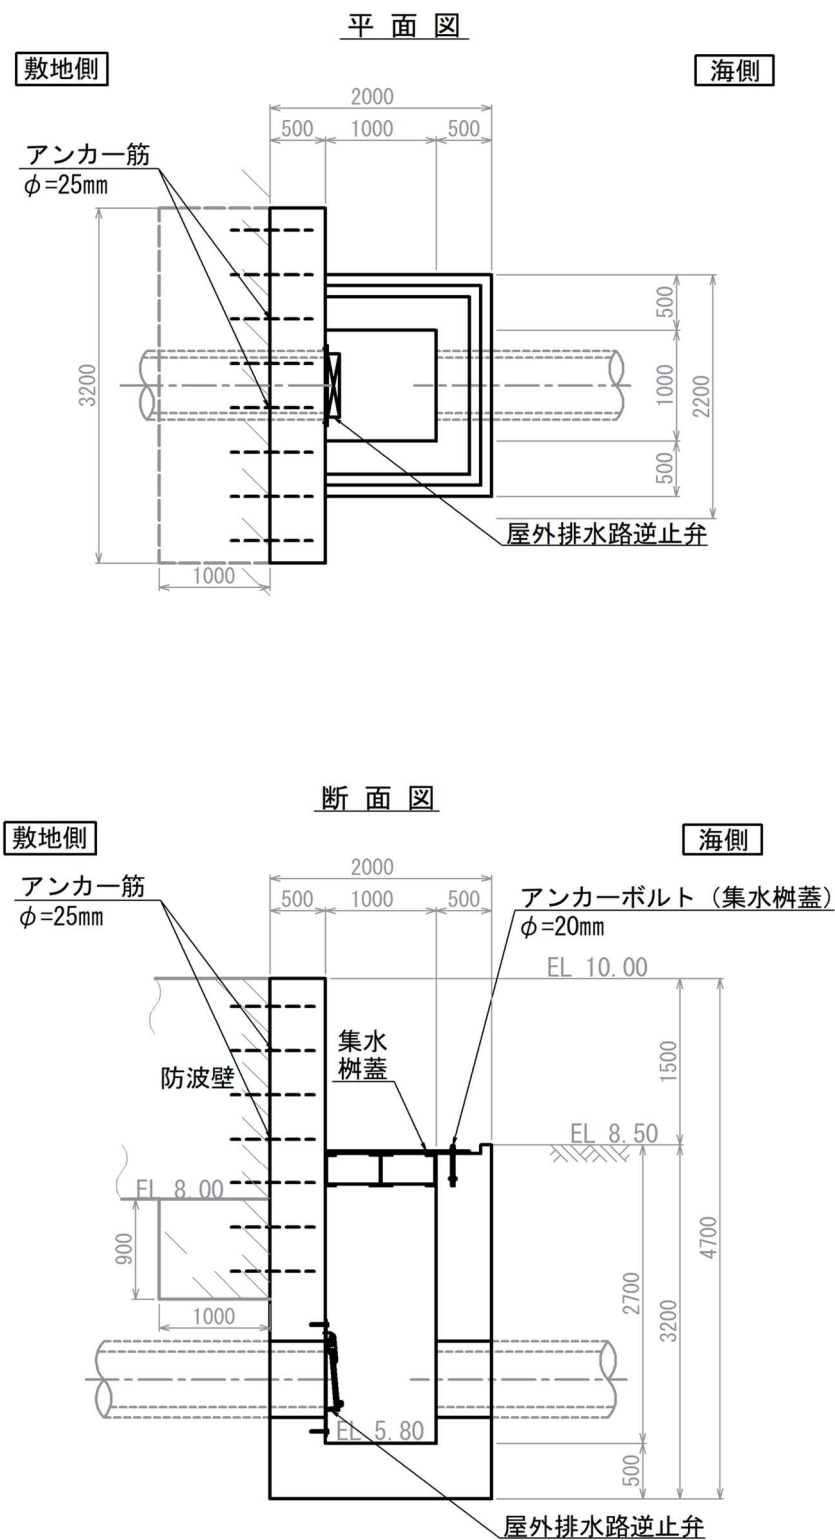 平 面 図
敷地側
海側
2000
500
1000
500
アンカー筋
φ=25mm
3200
500
1000
500
2200
屋外排水路逆止弁
1000
断 面 図
敷地側
海側
2000
500
1000
500
アンカー筋
φ=25mm
アンカーボルト（集水桝蓋）
φ=20mm
EL 10.00
集水
桝蓋
防波壁
1500
EL 8.50
EL 8.00
900
1000
2700
3200
4700
EL 5.80
500
屋外排水路逆止弁